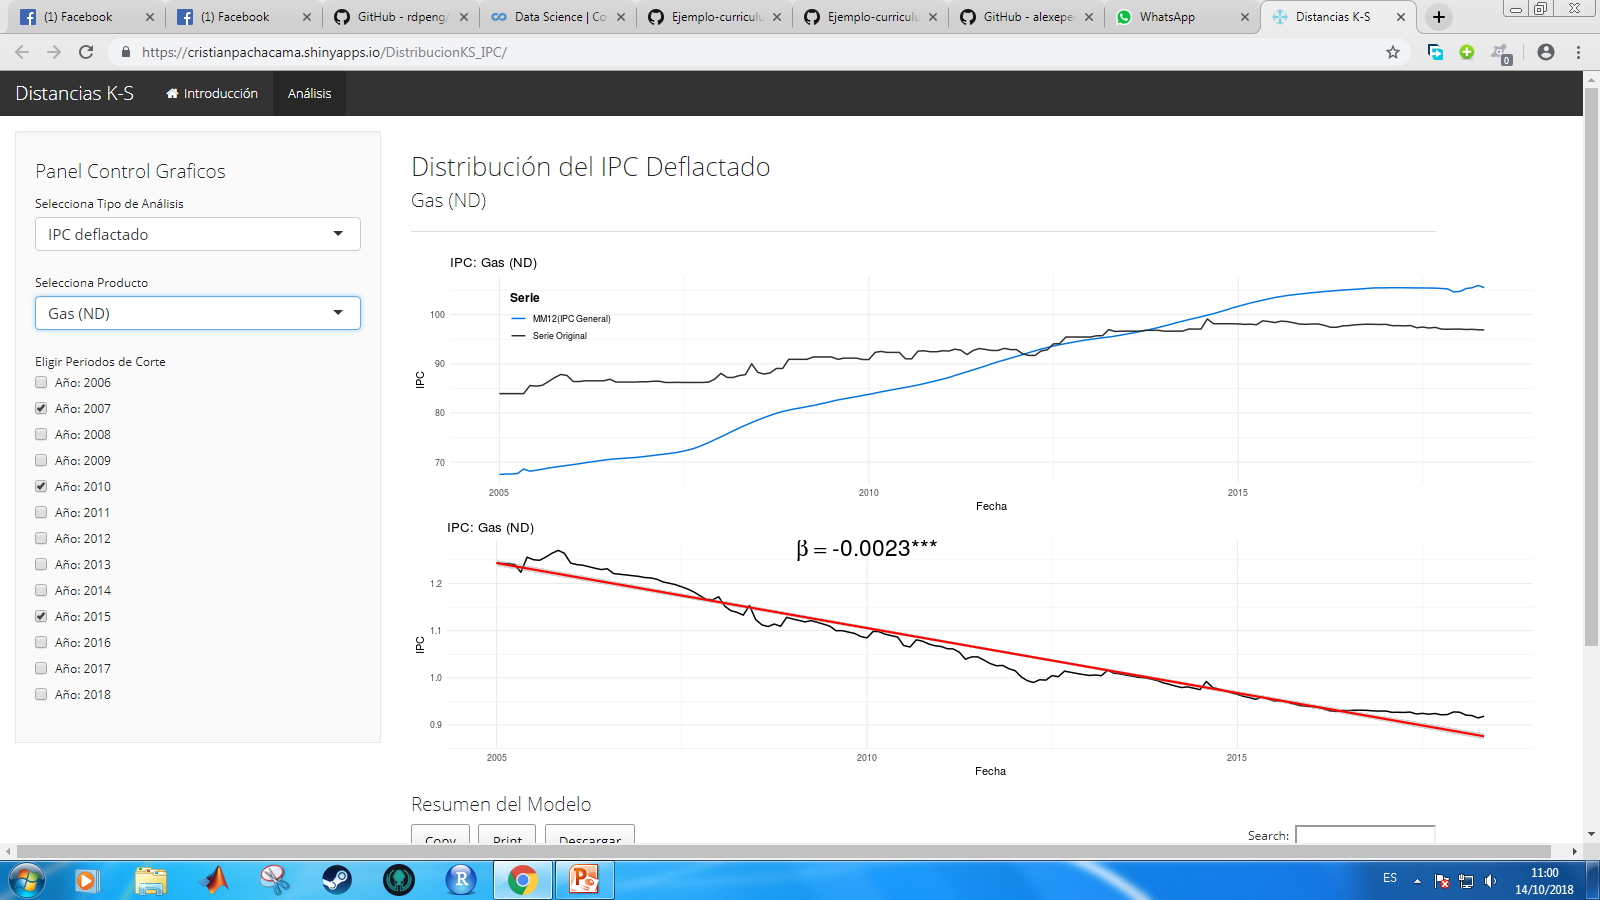 (1) Facebook
(1) Facebook
GitHub - rdpeng/
Data Science | Co
Ejemplo-curriculu
Ejemplo-curriculu
GitHub - alexepe
WhatsApp
Distancias K-S
https://cristianpachacama.shinyapps.io/DistribucionKS_IPC/
0
Distancias K-S
Introducción
Análisis
Panel Control Graficos
Selecciona Tipo de Análisis
IPC deflactado
Selecciona Producto
Gas (ND)
Eligir Periodos de Corte
Año: 2006
Año: 2007
Año: 2008
Año: 2009
Año: 2010
Año: 2011
Año: 2012
Año: 2013
Año: 2014
Año: 2015
Año: 2016
Año: 2017
Año: 2018
Distribución del IPC Deflactado
Gas (ND)
IPC: Gas (ND)
Serie
MM12(IPC General)
Serie Original
100
90
80
70
IPC
2005
2010
2015
Fecha
IPC: Gas (ND)
β = -0.0023***
1.2
1.1
1.0
0.9
IPC
2005
2010
2015
Fecha
Resumen del Modelo
Copy
Print
Descargar
Search:
ES
11:00
14/10/2018